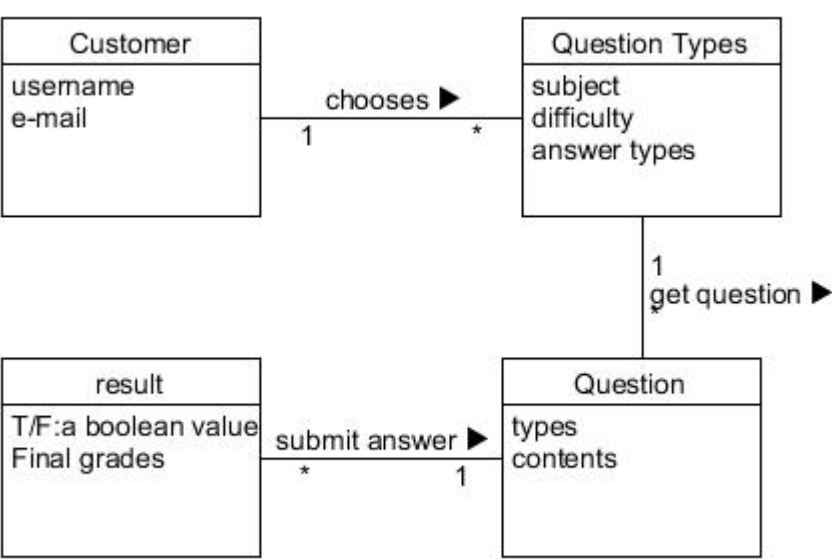 Customer
username
e-mail
chooses ▶
1
*
Question Types
subject
difficulty
answer types
1
get question ▶
*
result
T/F:a boolean value
Final grades
submit answer ▶
*
1
Question
types
contents